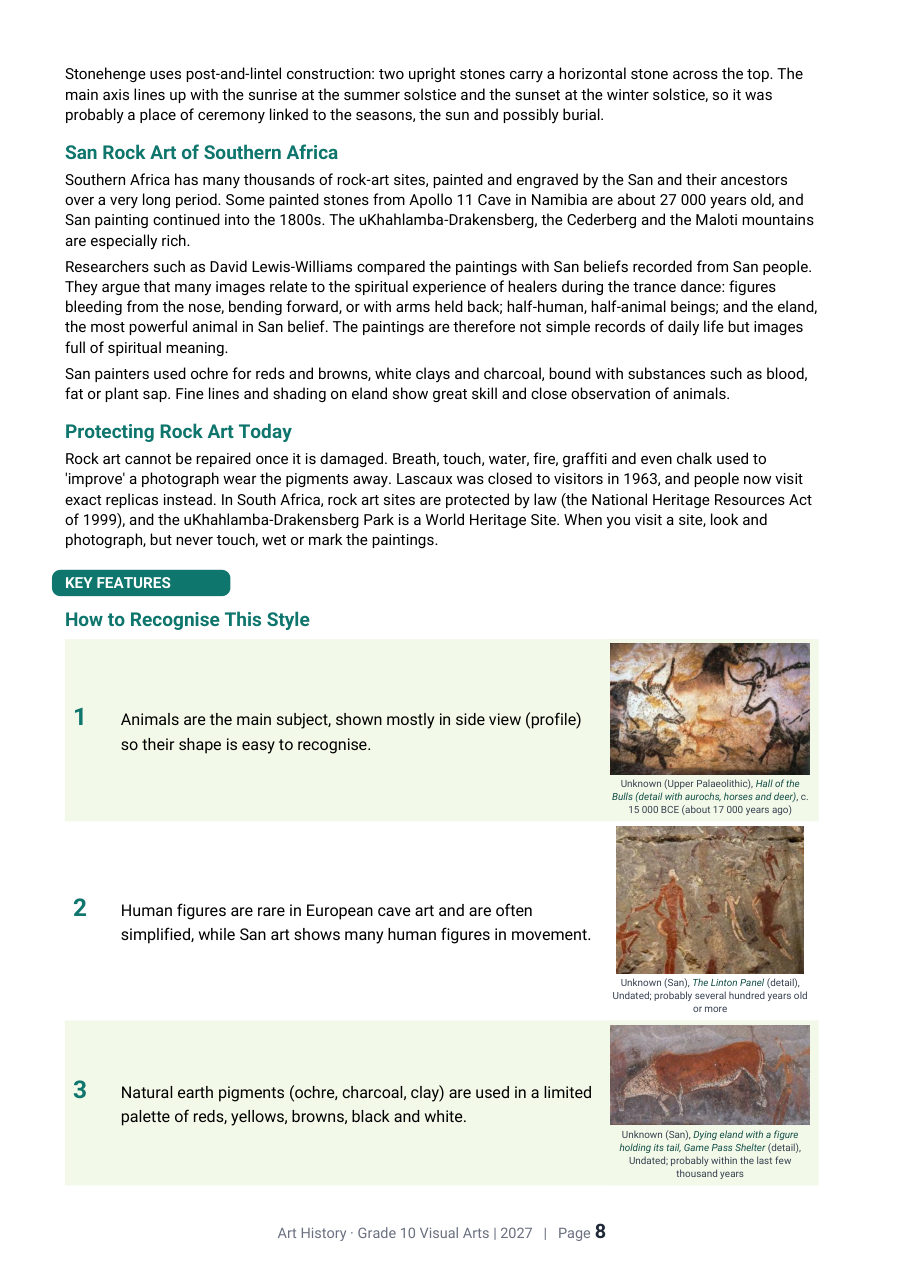 Stonehenge uses post-and-lintel construction: two upright stones carry a horizontal stone across the top. The
main axis lines up with the sunrise at the summer solstice and the sunset at the winter solstice, so it was
probably a place of ceremony linked to the seasons, the sun and possibly burial.
San Rock Art of Southern Africa
Southern Africa has many thousands of rock-art sites, painted and engraved by the San and their ancestors
over a very long period. Some painted stones from Apollo 11 Cave in Namibia are about 27 000 years old, and
San painting continued into the 1800s. The uKhahlamba-Drakensberg, the Cederberg and the Maloti mountains
are especially rich.
Researchers such as David Lewis-Williams compared the paintings with San beliefs recorded from San people.
They argue that many images relate to the spiritual experience of healers during the trance dance: figures
bleeding from the nose, bending forward, or with arms held back; half-human, half-animal beings; and the eland,
the most powerful animal in San belief. The paintings are therefore not simple records of daily life but images
full of spiritual meaning.
San painters used ochre for reds and browns, white clays and charcoal, bound with substances such as blood,
fat or plant sap. Fine lines and shading on eland show great skill and close observation of animals.
Protecting Rock Art Today
Rock art cannot be repaired once it is damaged. Breath, touch, water, fire, graffiti and even chalk used to
'improve' a photograph wear the pigments away. Lascaux was closed to visitors in 1963, and people now visit
exact replicas instead. In South Africa, rock art sites are protected by law (the National Heritage Resources Act
of 1999), and the uKhahlamba-Drakensberg Park is a World Heritage Site. When you visit a site, look and
photograph, but never touch, wet or mark the paintings.
KEY FEATURES
How to Recognise This Style
1
Animals are the main subject, shown mostly in side view (profile)
so their shape is easy to recognise.
Unknown (Upper Palaeolithic), Hall of the
Bulls (detail with aurochs, horses and deer), c.
15 000 BCE (about 17 000 years ago)
2
Human figures are rare in European cave art and are often
simplified, while San art shows many human figures in movement.
Unknown (San), The Linton Panel (detail),
Undated; probably several hundred years old
or more
3
Natural earth pigments (ochre, charcoal, clay) are used in a limited
palette of reds, yellows, browns, black and white.
Unknown (San), Dying eland with a figure
holding its tail, Game Pass Shelter (detail),
Undated; probably within the last few
thousand years
Art History · Grade 10 Visual Arts | 2027 | Page 8